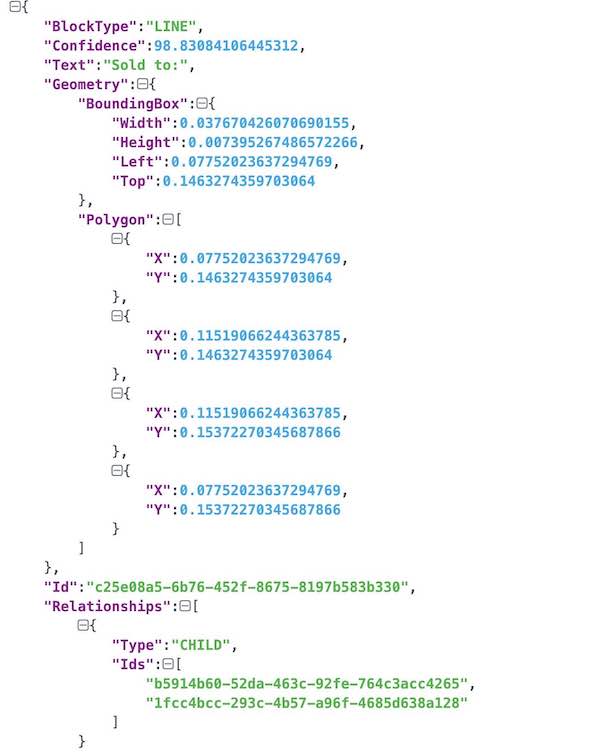 {
"BlockType":"LINE",
"Confidence":98.83084106445312,
"Text":"Sold to:",
"Geometry":{
"BoundingBox":{
"Width":0.037670426070690155,
"Height":0.007395267486572266,
"Left":0.07752023637294769,
"Top":0.1463274359703064
},
"Polygon":[
{
"X":0.07752023637294769,
"Y":0.1463274359703064
},
{
"X":0.11519066244363785,
"Y":0.1463274359703064
},
{
"X":0.11519066244363785,
"Y":0.15372270345687866
},
{
"X":0.07752023637294769,
"Y":0.15372270345687866
}
]
},
"Id":"c25e08a5-6b76-452f-8675-8197b583b330",
"Relationships":[
{
"Type":"CHILD",
"Ids":[
"b5914b60-52da-463c-92fe-764c3acc4265",
"1fcc4bcc-293c-4b57-a96f-4685d638a128"
]
}